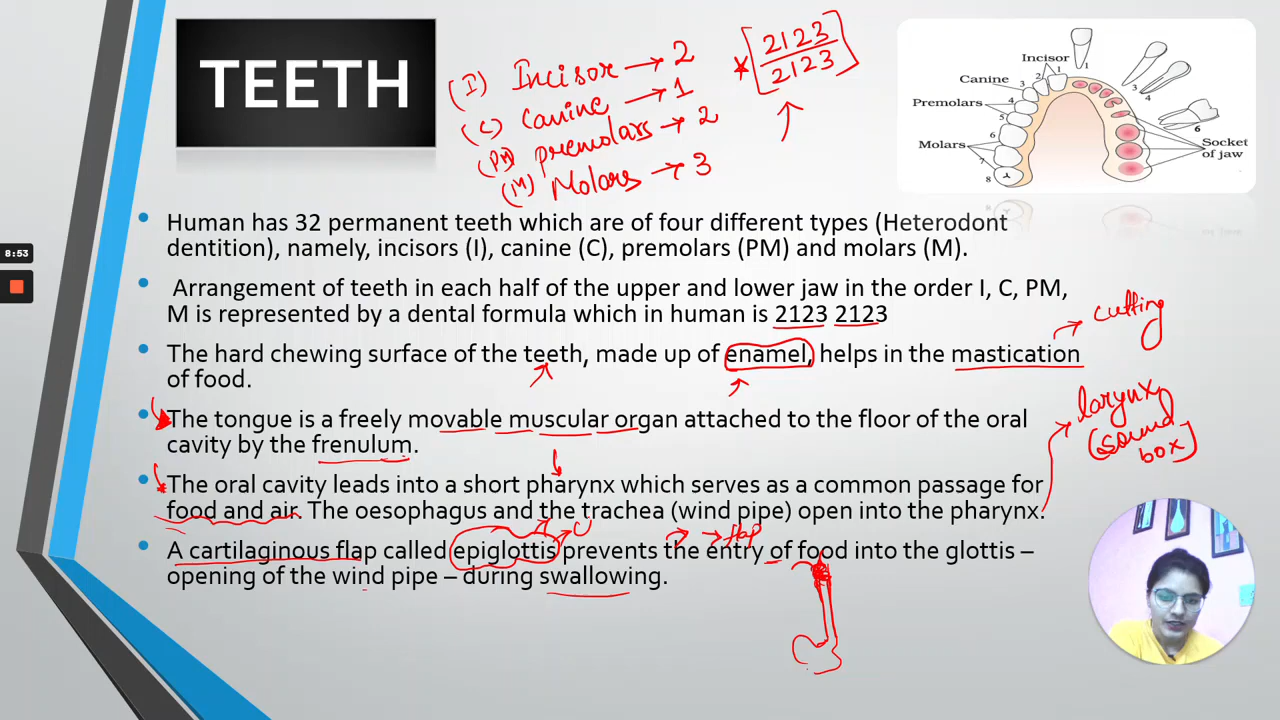 TEETH
(I) Incisor → 2
(C) Canine → 1
(PM) premolars → 2
(M) Molars → 3
* [2123
2123]
Incisor
Canine
Premolars
Molars
Socket
of jaw
1
2
3
4
5
6
7
8
1
3
4
6
8:53
• Human has 32 permanent teeth which are of four different types (Heterodont
dentition), namely, incisors (I), canine (C), premolars (PM) and molars (M).
• Arrangement of teeth in each half of the upper and lower jaw in the order I, C, PM,
M is represented by a dental formula which in human is 2123 2123
→ cutting
• The hard chewing surface of the teeth, made up of enamel, helps in the mastication
of food.
• The tongue is a freely movable muscular organ attached to the floor of the oral
cavity by the frenulum.
larynx
(sound
box)
• The oral cavity leads into a short pharynx which serves as a common passage for
food and air. The oesophagus and the trachea (wind pipe) open into the pharynx.
→ flap
• A cartilaginous flap called epiglottis prevents the entry of food into the glottis –
opening of the wind pipe – during swallowing.